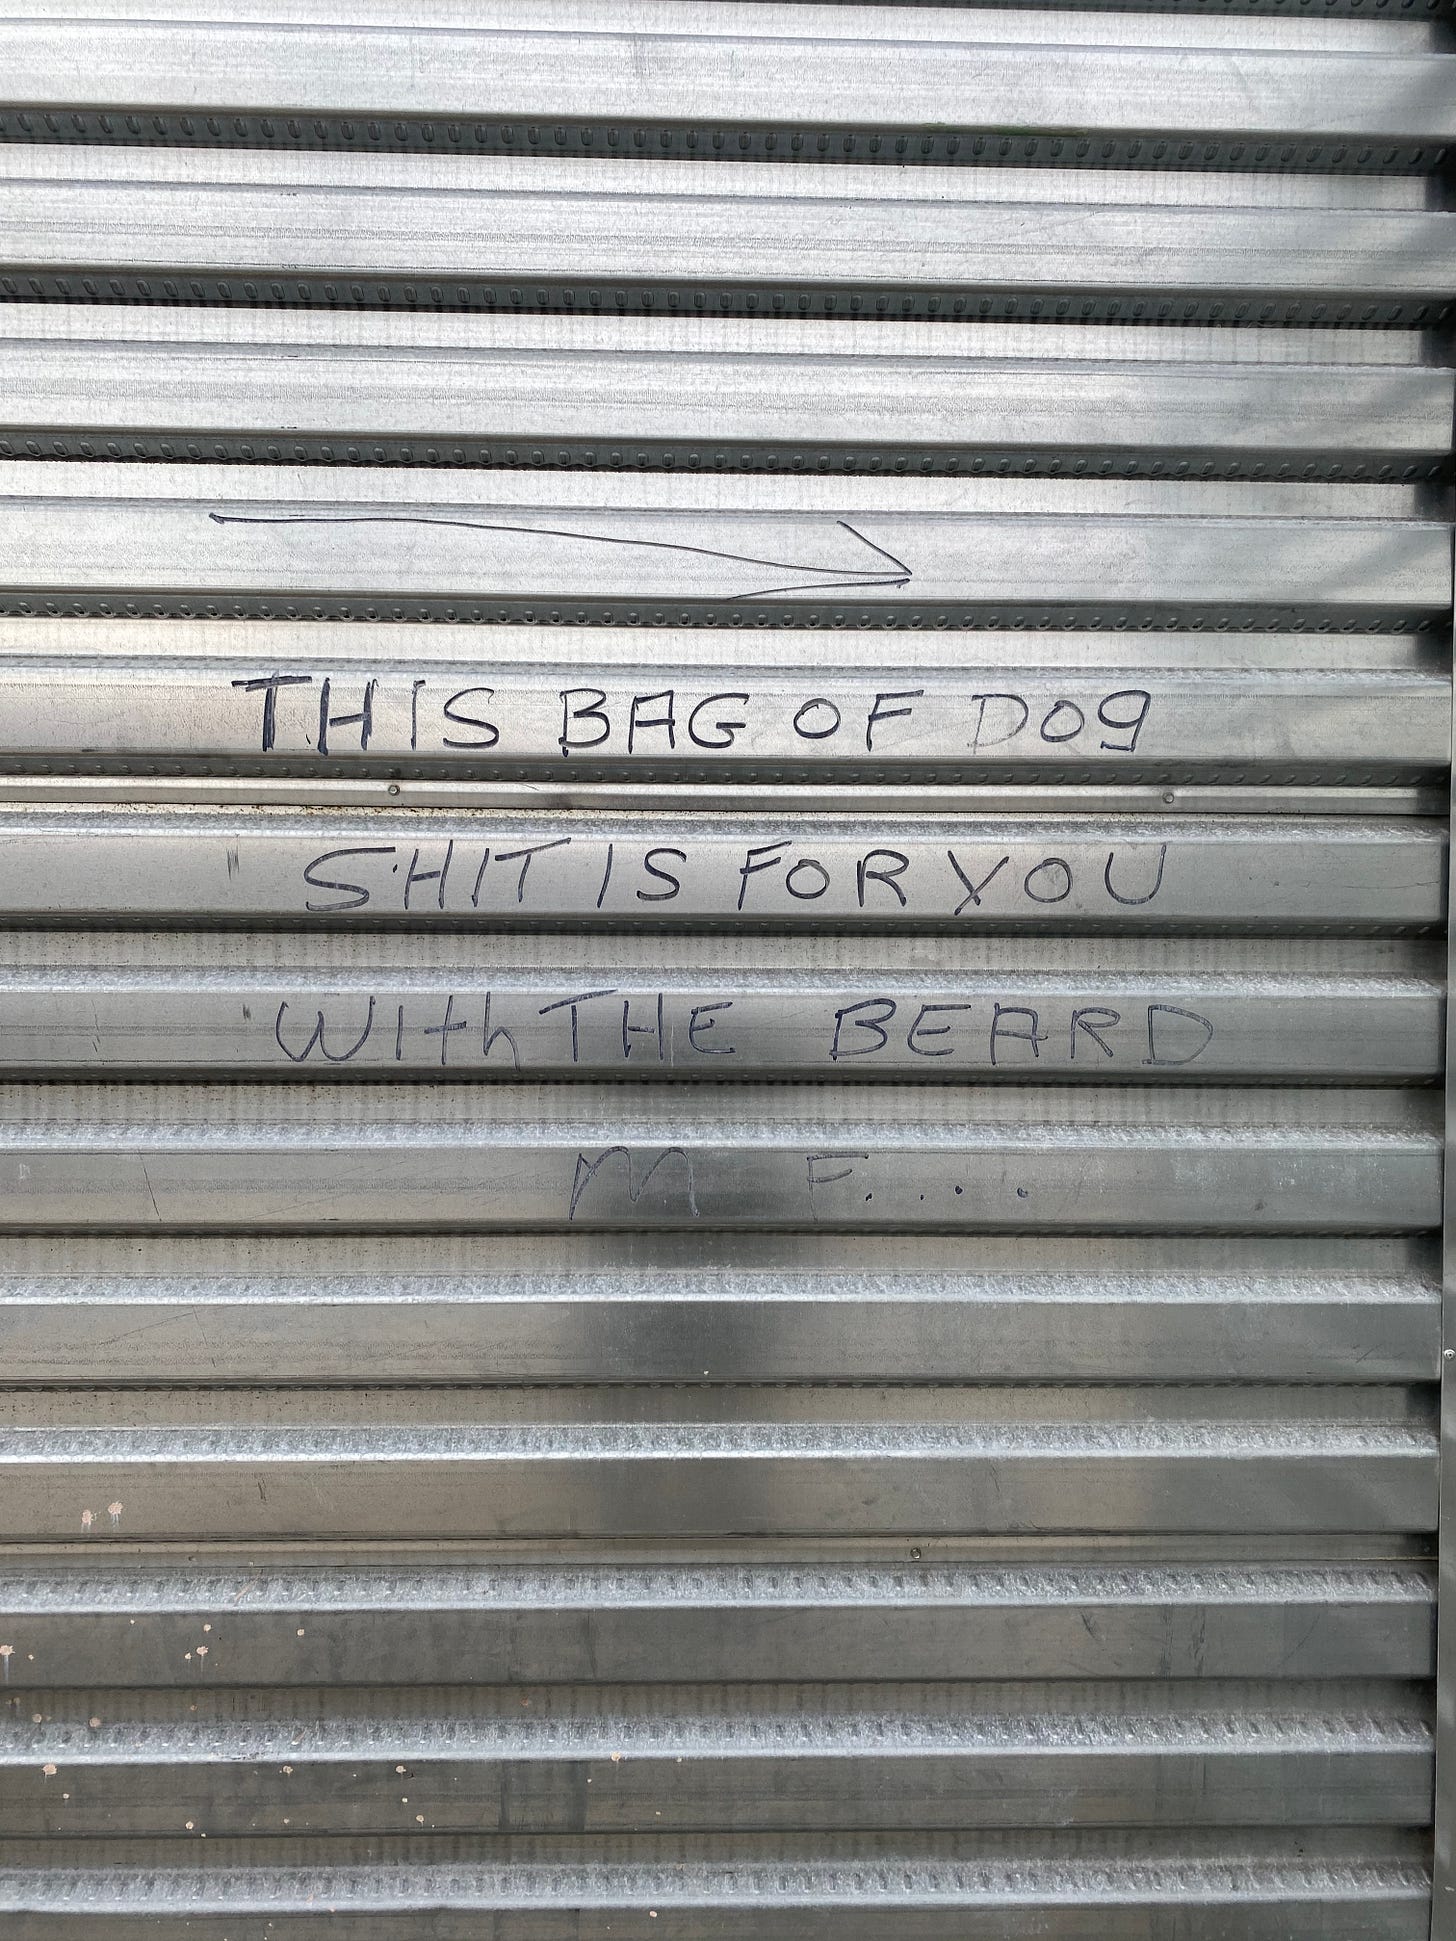 THIS BAG OF DOg
SHIT IS FOR YOU
WITh THE BEARD
M F....